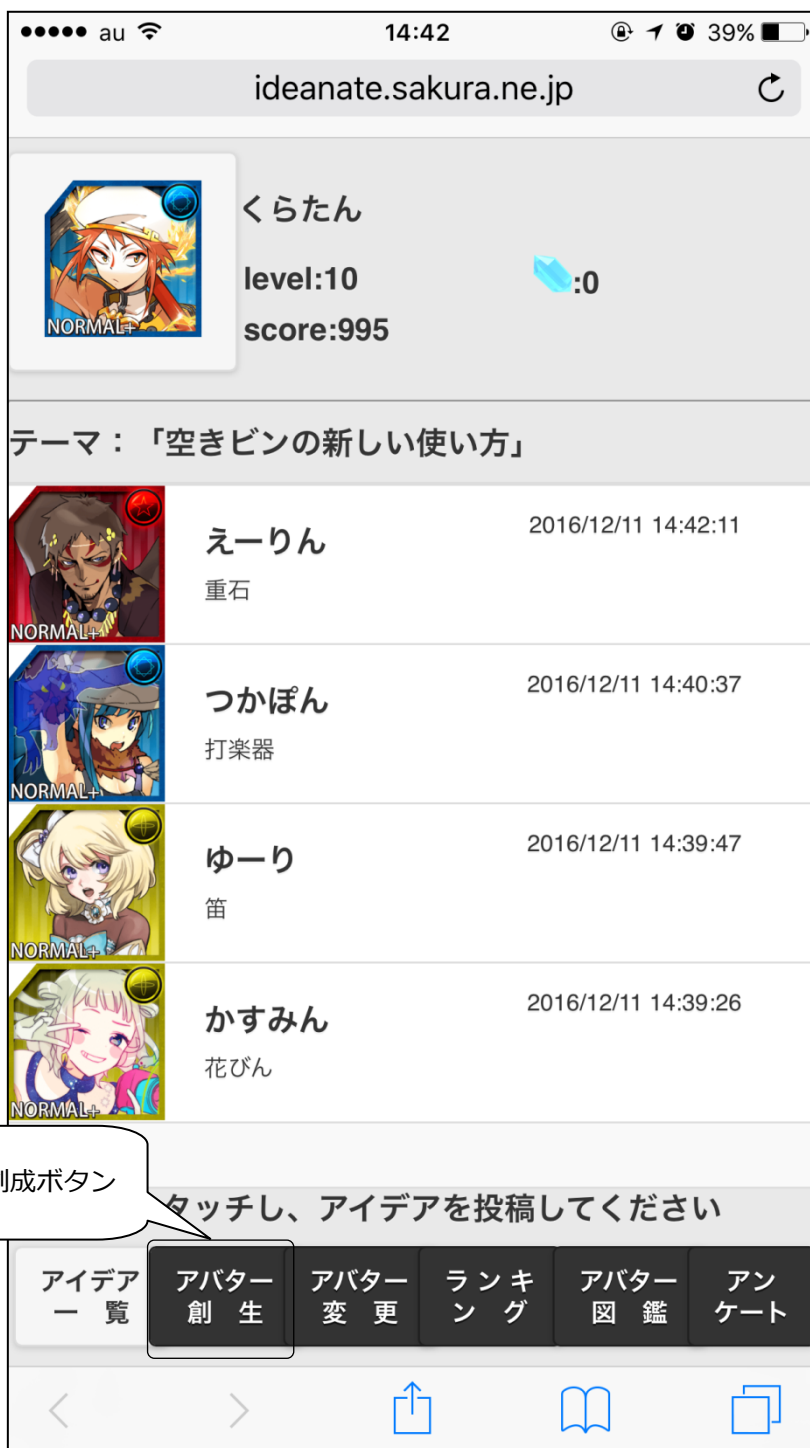 au 14:42 39%
ideanate.sakura.ne.jp
くらたん
level:10
:0
score:995
NORMAL+
テーマ：「空きビンの新しい使い方」
えーりん
2016/12/11 14:42:11
重石
NORMAL+
つかぽん
2016/12/11 14:40:37
打楽器
NORMAL+
ゆーり
2016/12/11 14:39:47
笛
NORMAL+
かすみん
2016/12/11 14:39:26
花びん
NORMAL+
成ボタン
タッチし、アイデアを投稿してください
アイデア
一 覧
アバター
創 生
アバター
変 更
ランキ
ング
アバター
図 鑑
アン
ケート